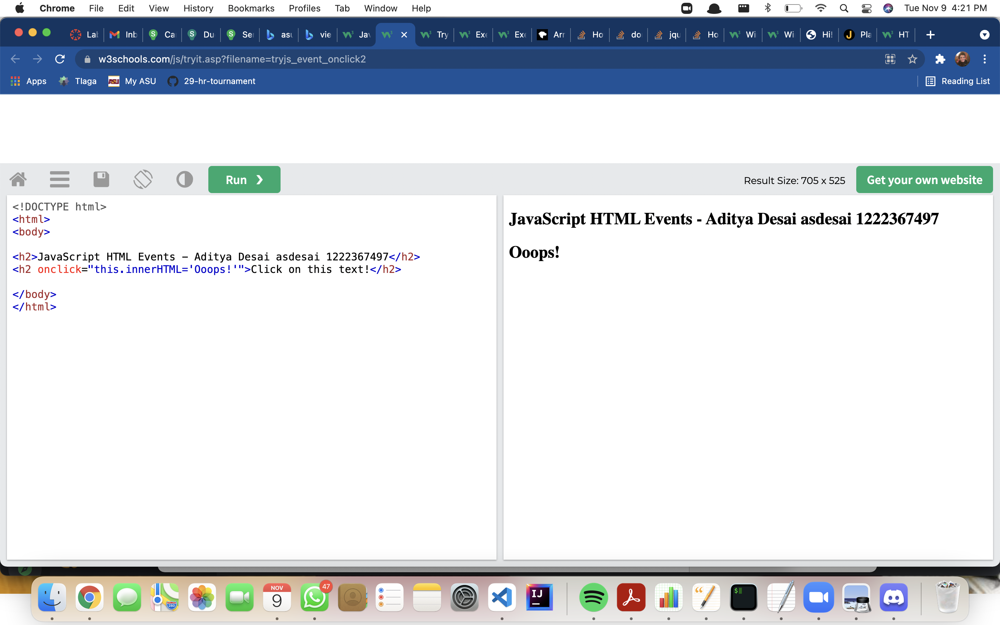 Chrome File Edit View History Bookmarks Profiles Tab Window Help Tue Nov 9 4:21 PM
Inb S Ca S Du S Ser asu vie Jav Try Exe Exe Arr Ho do jqu Ho Wi Wi Hi! J Pla HT
w3schools.com/js/tryit.asp?filename=tryjs_event_onclick2
Apps Tlaga ASU My ASU 29-hr-tournament Reading List
Run ❯ Result Size: 705 x 525 Get your own website
<!DOCTYPE html>
<html>
<body>
<h2>JavaScript HTML Events - Aditya Desai asdesai 1222367497</h2>
<h2 onclick="this.innerHTML='Ooops!'">Click on this text!</h2>
</body>
</html>
JavaScript HTML Events - Aditya Desai asdesai 1222367497
Ooops!
280
NOV
9
47
IJ
$